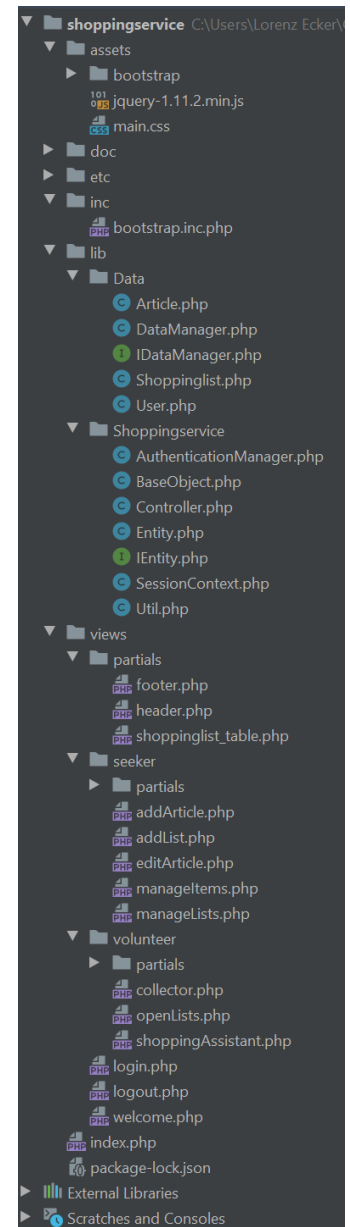 shoppingservice C:\Users\Lorenz Ecker\
assets
bootstrap
jquery-1.11.2.min.js
main.css
doc
etc
inc
bootstrap.inc.php
lib
Data
Article.php
DataManager.php
IDataManager.php
Shoppinglist.php
User.php
Shoppingservice
AuthenticationManager.php
BaseObject.php
Controller.php
Entity.php
IEntity.php
SessionContext.php
Util.php
views
partials
footer.php
header.php
shoppinglist_table.php
seeker
partials
addArticle.php
addList.php
editArticle.php
manageItems.php
manageLists.php
volunteer
partials
collector.php
openLists.php
shoppingAssistant.php
login.php
logout.php
welcome.php
index.php
package-lock.json
External Libraries
Scratches and Consoles